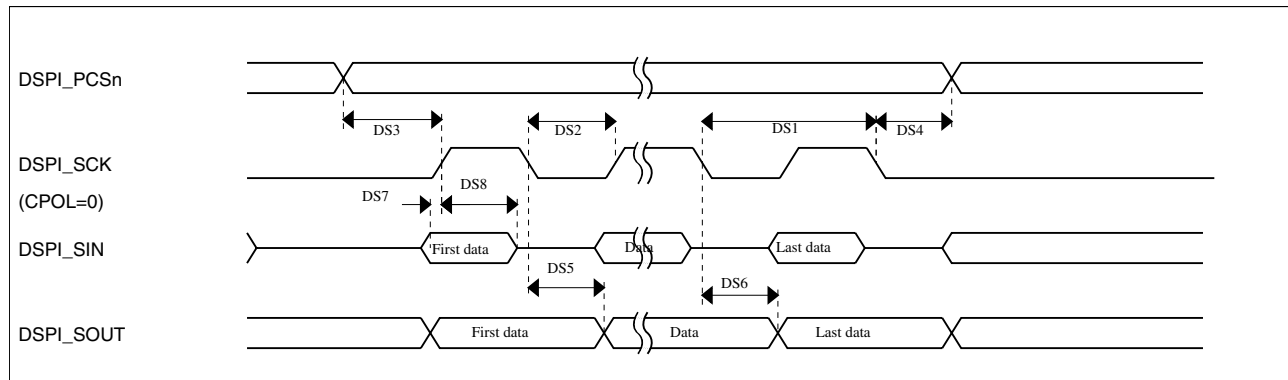 DSPI_PCSn
DS3
DS2
DS1
DS4
DSPI_SCK
(CPOL=0)
DS7
DS8
DSPI_SIN
First data
Data
Last data
DS5
DS6
DSPI_SOUT
First data
Data
Last data